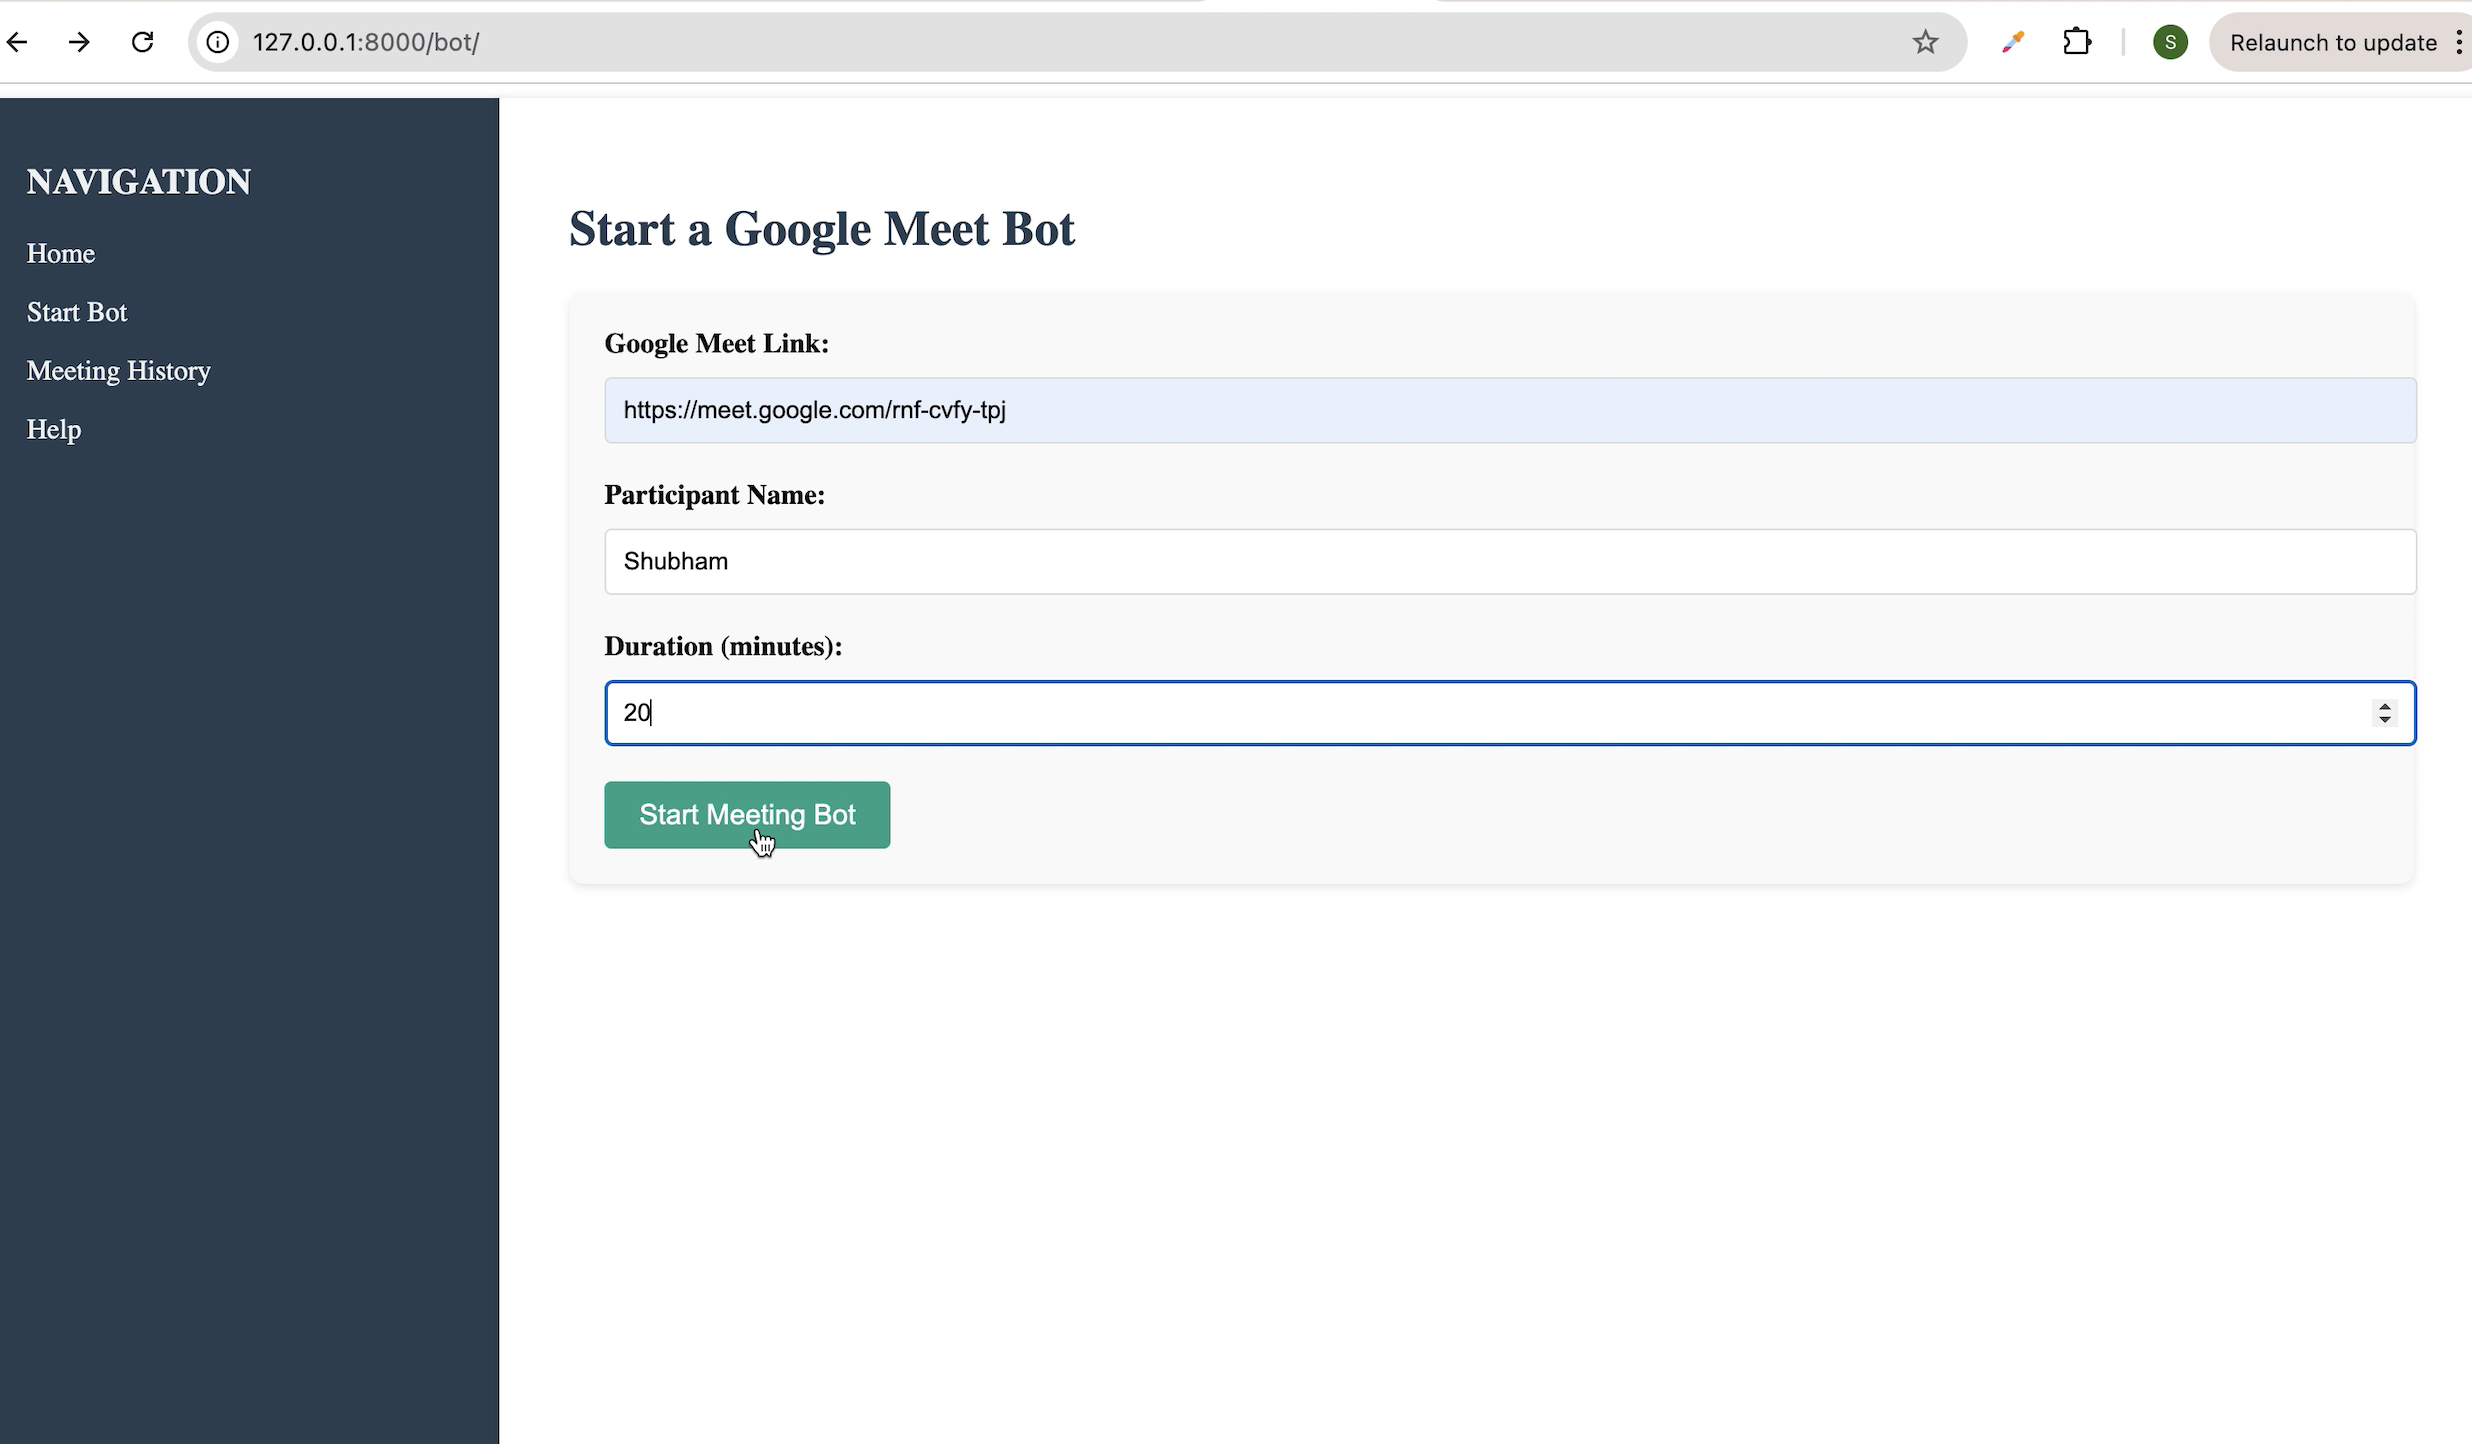 127.0.0.1:8000/bot/
S
Relaunch to update
NAVIGATION
Home
Start Bot
Meeting History
Help
Start a Google Meet Bot
Google Meet Link:
https://meet.google.com/rnf-cvfy-tpj
Participant Name:
Shubham
Duration (minutes):
20
Start Meeting Bot